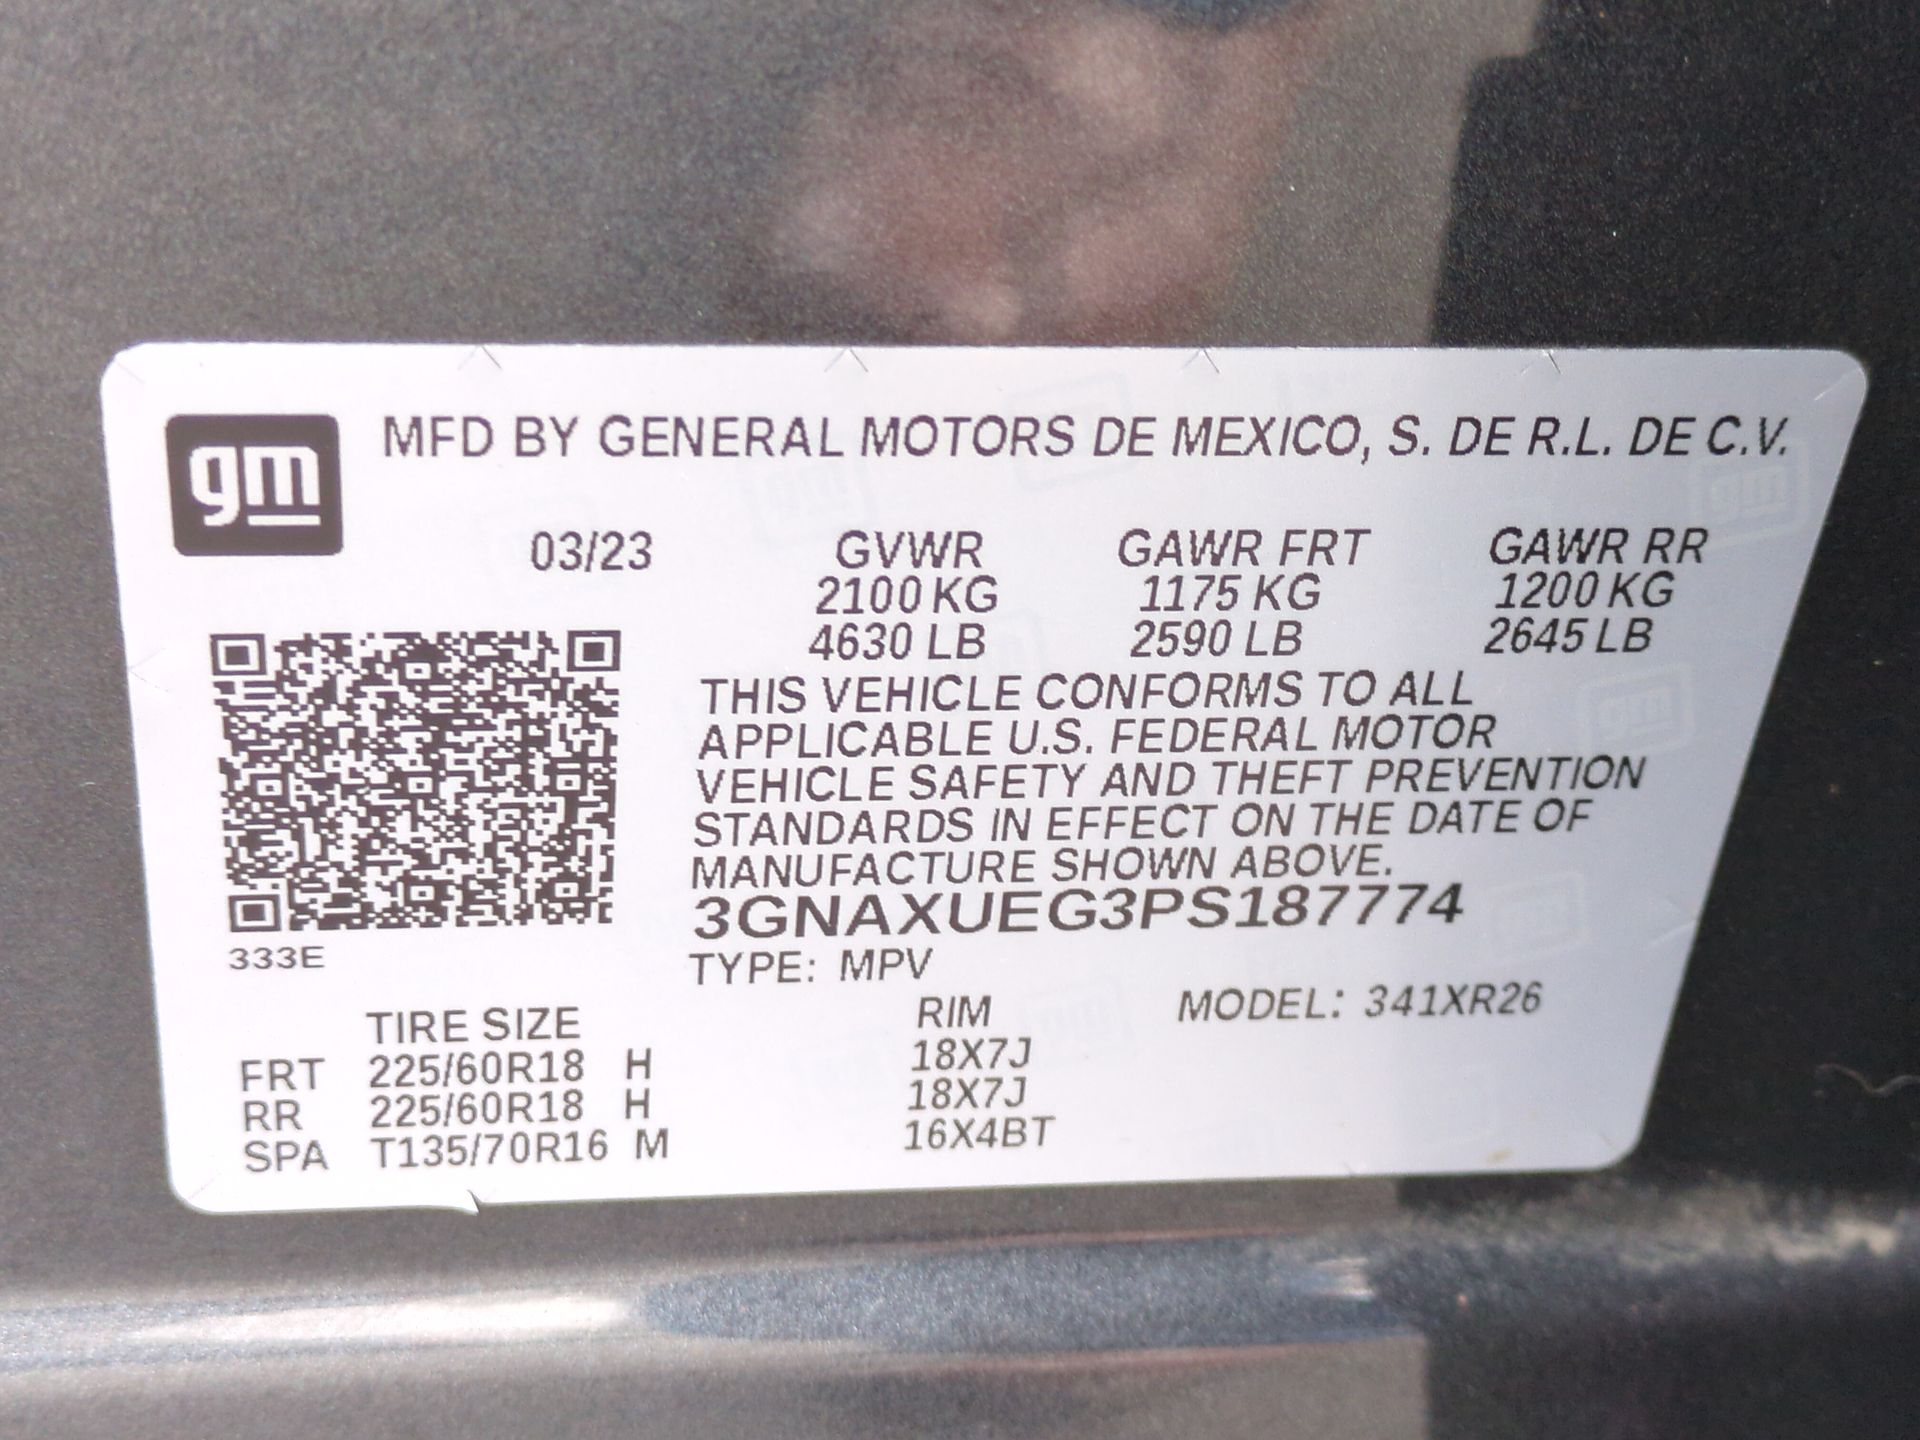 gm
MFD BY GENERAL MOTORS DE MEXICO, S. DE R.L. DE C.V.
03/23 GVWR GAWR FRT GAWR RR
2100 KG 1175 KG 1200 KG
4630 LB 2590 LB 2645 LB
THIS VEHICLE CONFORMS TO ALL
APPLICABLE U.S. FEDERAL MOTOR
VEHICLE SAFETY AND THEFT PREVENTION
STANDARDS IN EFFECT ON THE DATE OF
MANUFACTURE SHOWN ABOVE.
3GNAXUEG3PS187774
333E
TYPE: MPV
TIRE SIZE RIM MODEL: 341XR26
FRT 225/60R18 H 18X7J
RR 225/60R18 H 18X7J
SPA T135/70R16 M 16X4BT